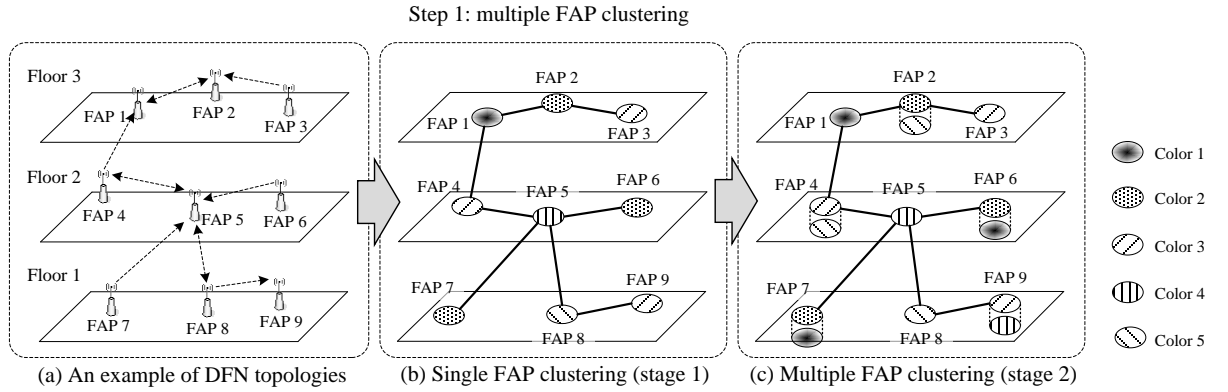 Step 1: multiple FAP clustering
Floor 3
FAP 1
FAP 2
FAP 3
Floor 2
FAP 4
FAP 5
FAP 6
Floor 1
FAP 7
FAP 8
FAP 9
(a) An example of DFN topologies
FAP 2
FAP 1
FAP 3
FAP 4
FAP 5
FAP 6
FAP 7
FAP 9
FAP 8
(b) Single FAP clustering (stage 1)
FAP 2
FAP 1
FAP 3
FAP 4
FAP 5
FAP 6
FAP 7
FAP 9
FAP 8
(c) Multiple FAP clustering (stage 2)
Color 1
Color 2
Color 3
Color 4
Color 5